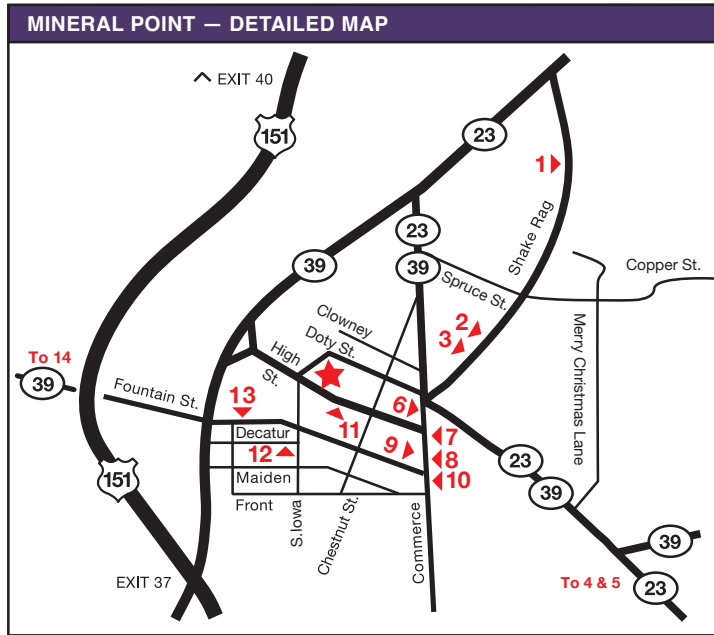 MINERAL POINT — DETAILED MAP
EXIT 40
151
23
1
23
39
39
Shake Rag
Copper St.
Spruce St.
Clowney
Doty St.
2
3
Merry Christmas Lane
To 14
39
High St.
Fountain St.
13
6
11
7
Decatur
9
8
12
23
Maiden
10
151
39
Front
S.Iowa
Chestnut St.
Commerce
39
EXIT 37
To 4 & 5
23